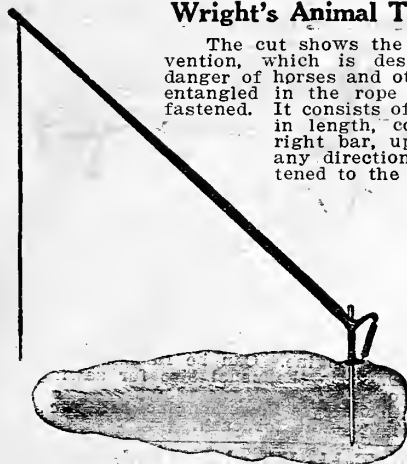 Wright's Animal T
The cut shows the
vention, which is des
danger of horses and ot
entangled in the rope
fastened. It consists of
in length, co
right bar, up
any direction
tened to the